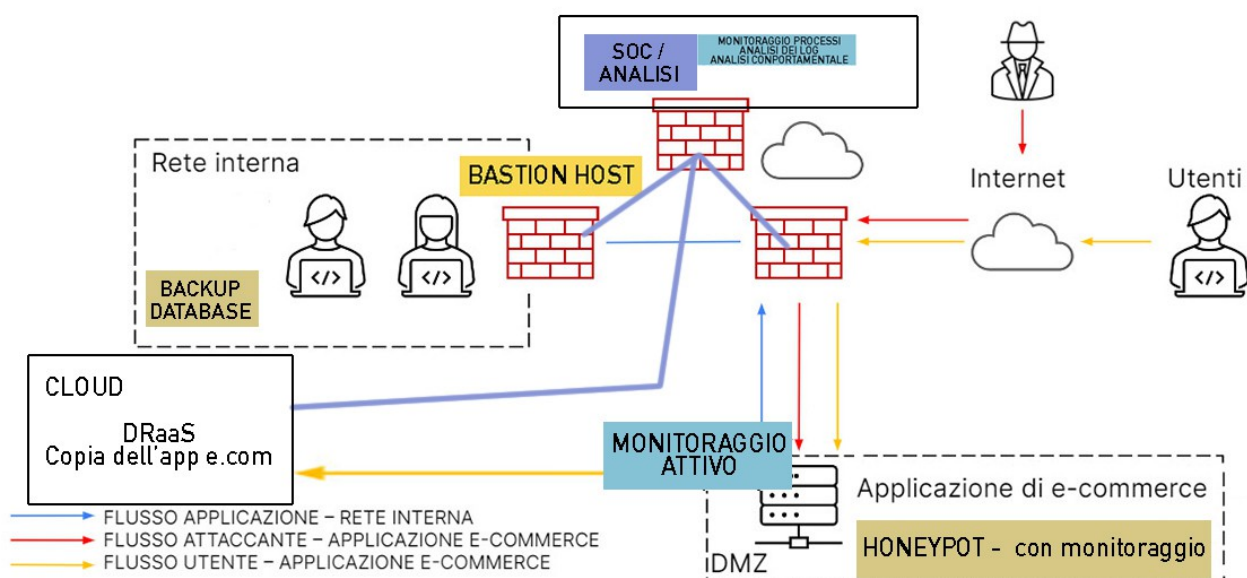 SOC /
ANALISI
MONITORAGGIO PROCESSI
ANALISI DEI LOG
ANALISI CONPORTAMENTALE
Rete interna
BASTION HOST
Internet
Utenti
</>
</>
</>
BACKUP
DATABASE
CLOUD
DRaaS
Copia dell'app e.com
MONITORAGGIO
ATTIVO
Applicazione di e-commerce
HONEYPOT - con monitoraggio
DMZ
FLUSSO APPLICAZIONE – RETE INTERNA
FLUSSO ATTACCANTE – APPLICAZIONE E-COMMERCE
FLUSSO UTENTE – APPLICAZIONE E-COMMERCE